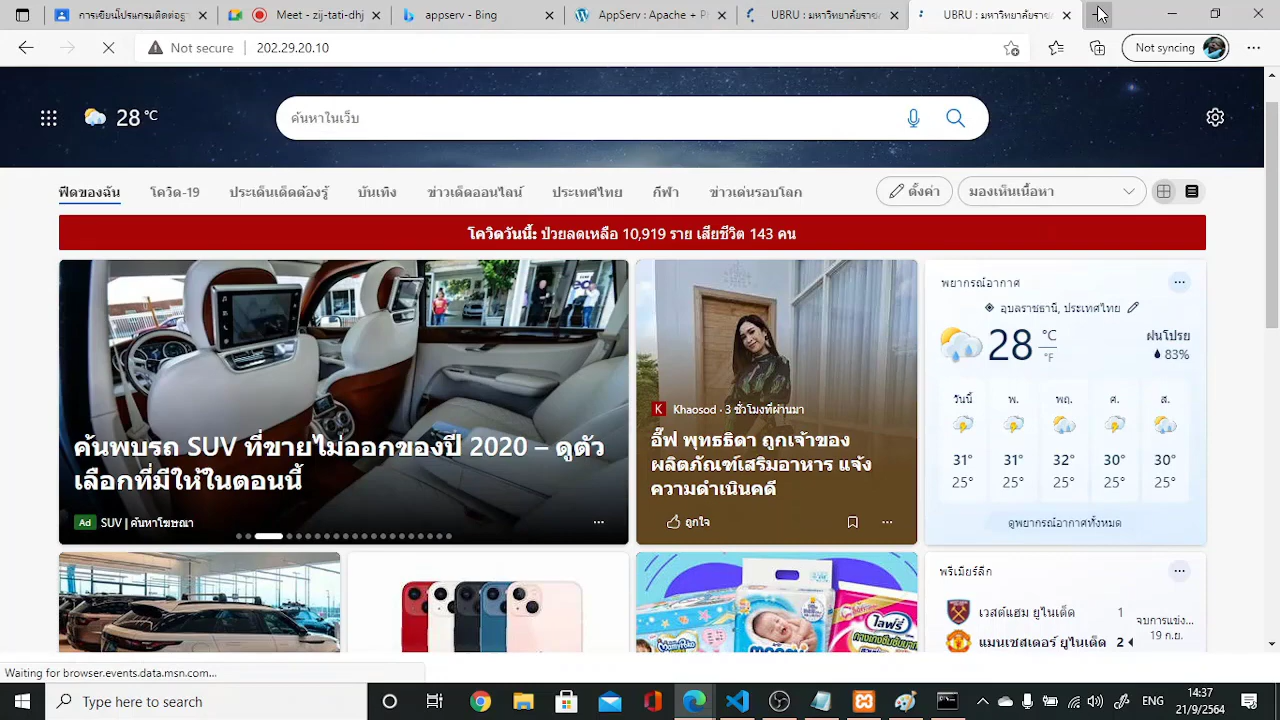 การพัฒนาระบบ-dhj
Meet - การพัฒนา
appserv - Bing
AppServ : Apache + P
UBRU : มหาวิทยาลัยรา
UBRU : มหาวิทยาลัยรา
Not secure
202.29.20.10
Not syncing
28 °C
ค้นหาในเว็บ
ฟีดของฉัน
โควิด-19
ประเด็นเด็ดต้องรู้
บันเทิง
ข่าวเด็ดออนไลน์
ประเทศไทย
กีฬา
ข่าวเด่นรอบโลก
ตั้งค่า
มองเห็นเนื้อหา
โควิดวันนี้: ป่วยลดเหลือ 10,919 ราย เสียชีวิต 143 คน
ค้นพบรถ SUV ที่ขายไม่ออกของปี 2020 – ดูตัว
เลือกที่มีให้ในตอนนี้
Ad SUV | ค้นหาโฆษณา
K Khaosod · 3 ชั่วโมงที่ผ่านมา
อี๊ฟ พุทธธิดา ถูกเจ้าของ
ผลิตภัณฑ์เสริมอาหาร แจ้ง
ความดำเนินคดี
ถูกใจ
พยากรณ์อากาศ
อุบลราชธานี, ประเทศไทย
28 °C
°F
ฝนโปรย
83%
วันนี้ พ. พฤ. ศ. ส.
31° 31° 32° 30° 30°
25° 25° 25° 25° 25°
ดูพยากรณ์อากาศทั้งหมด
พรีเมียร์ลีก
เวสต์แฮม ยูไนเต็ด 1
แมนเชสเตอร์ ยูไนเต็ด 2
จบการแข่ง...
19 ก.ย.
Waiting for browser.events.data.msn.com...
Type here to search
ENG
14:37
21/9/2564